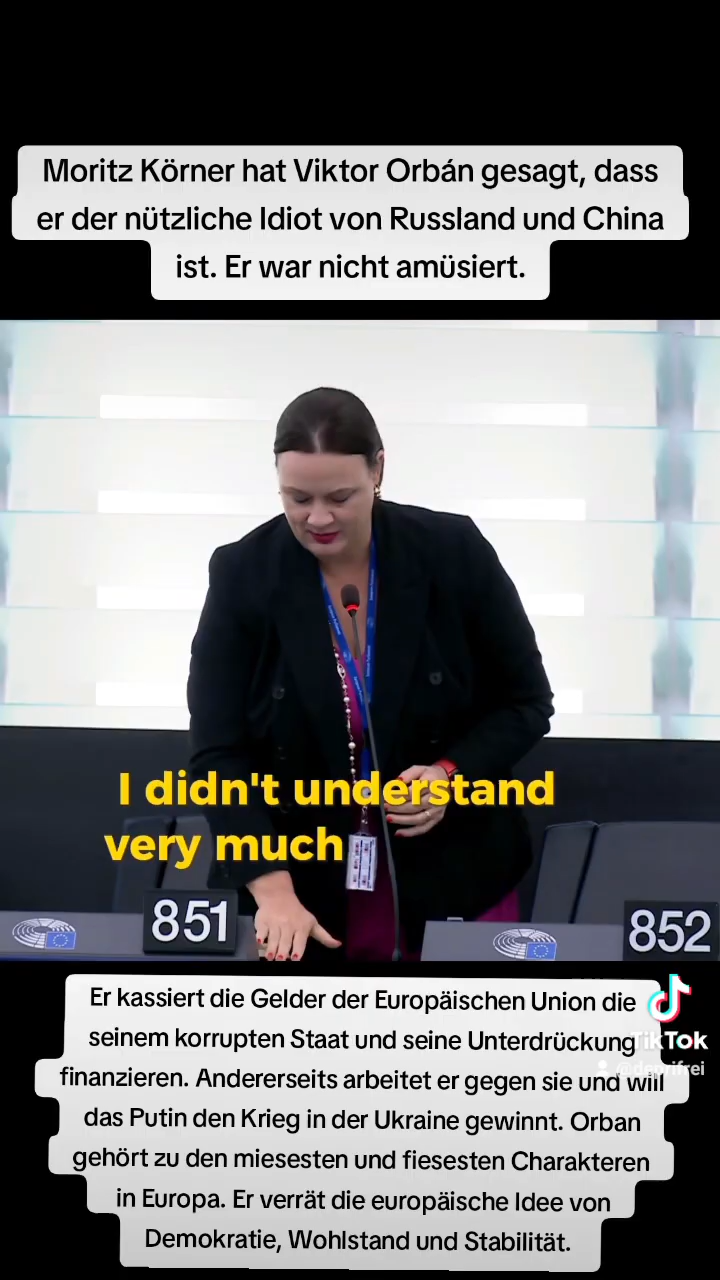 Moritz Körner hat Viktor Orbán gesagt, dass
er der nützliche Idiot von Russland und China
ist. Er war nicht amüsiert.
I didn't understand
very much
851
852
Er kassiert die Gelder der Europäischen Union die
seinem korrupten Staat und seine Unterdrückung
finanzieren. Andererseits arbeitet er gegen sie und will
das Putin den Krieg in der Ukraine gewinnt. Orban
gehört zu den miesesten und fiesesten Charakteren
in Europa. Er verrät die europäische Idee von
Demokratie, Wohlstand und Stabilität.
TikTok
@deprifrei